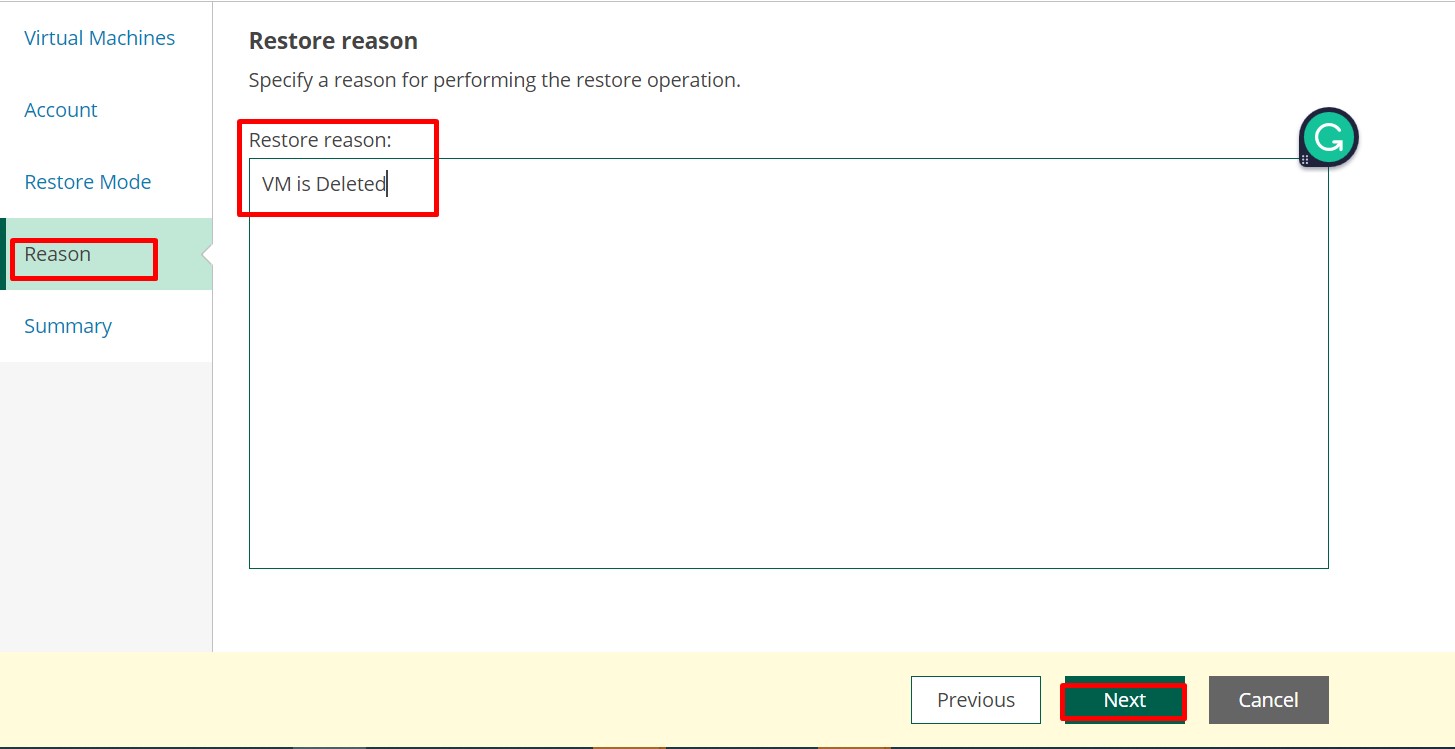 Virtual Machines
Account
Restore Mode
Reason
Summary
Restore reason
Specify a reason for performing the restore operation.
Restore reason:
VM is Deleted
Previous
Next
Cancel